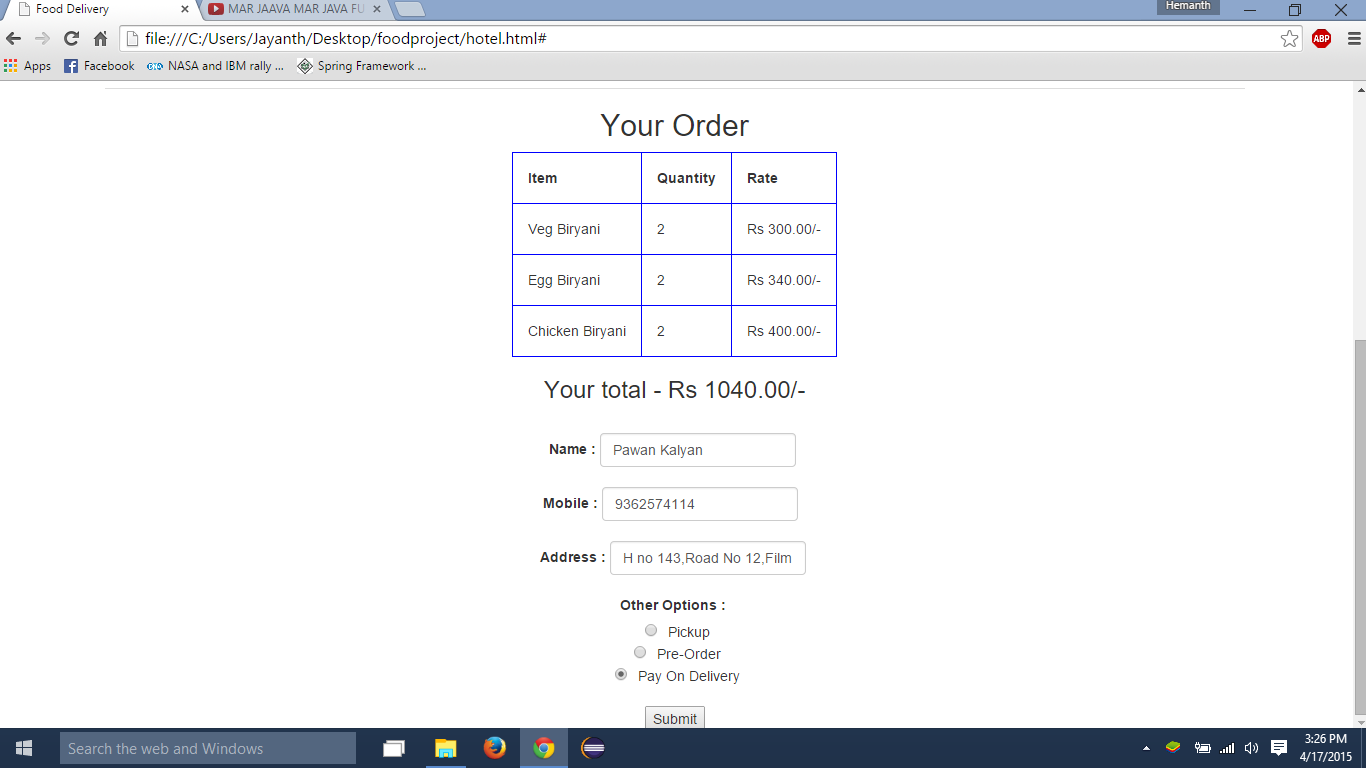 Food Delivery
MAR JAAVA MAR JAVA FU
Hemanth
file:///C:/Users/Jayanth/Desktop/foodproject/hotel.html#
ABP
Apps Facebook NASA and IBM rally ... Spring Framework ...
Your Order
Item Quantity Rate
Veg Biryani 2 Rs 300.00/-
Egg Biryani 2 Rs 340.00/-
Chicken Biryani 2 Rs 400.00/-
Your total - Rs 1040.00/-
Name : Pawan Kalyan
Mobile : 9362574114
Address : H no 143,Road No 12,Film
Other Options :
Pickup
Pre-Order
Pay On Delivery
Submit
Search the web and Windows
3:26 PM
4/17/2015